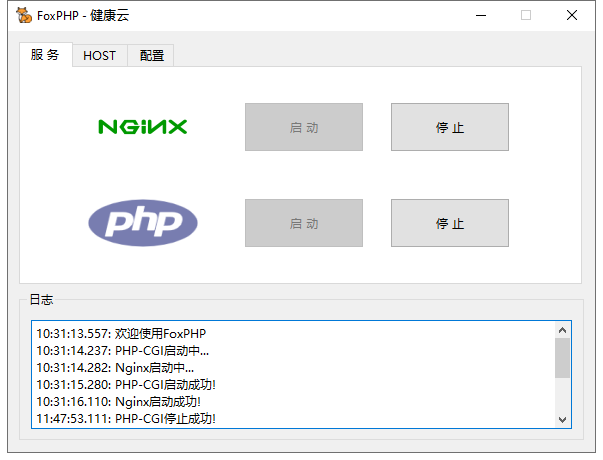 FoxPHP - 健康云
服 务
HOST
配置
NGINX
启 动
停 止
php
启 动
停 止
日志
10:31:13.557: 欢迎使用FoxPHP
10:31:14.237: PHP-CGI启动中...
10:31:14.282: Nginx启动中...
10:31:15.280: PHP-CGI启动成功!
10:31:16.110: Nginx启动成功!
11:47:53.111: PHP-CGI停止成功!